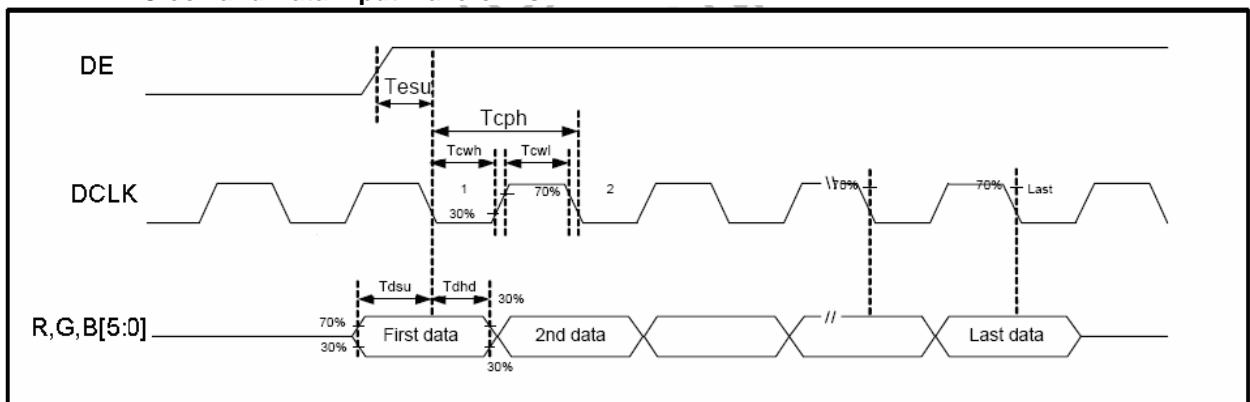 DE
Tesu
Tcph
Tcwh
Tcwl
DCLK
1
30%
70%
2
70%
70%
Last
Tdsu
Tdhd
30%
R,G,B[5:0]
70%
30%
First data
2nd data
//
Last data
30%